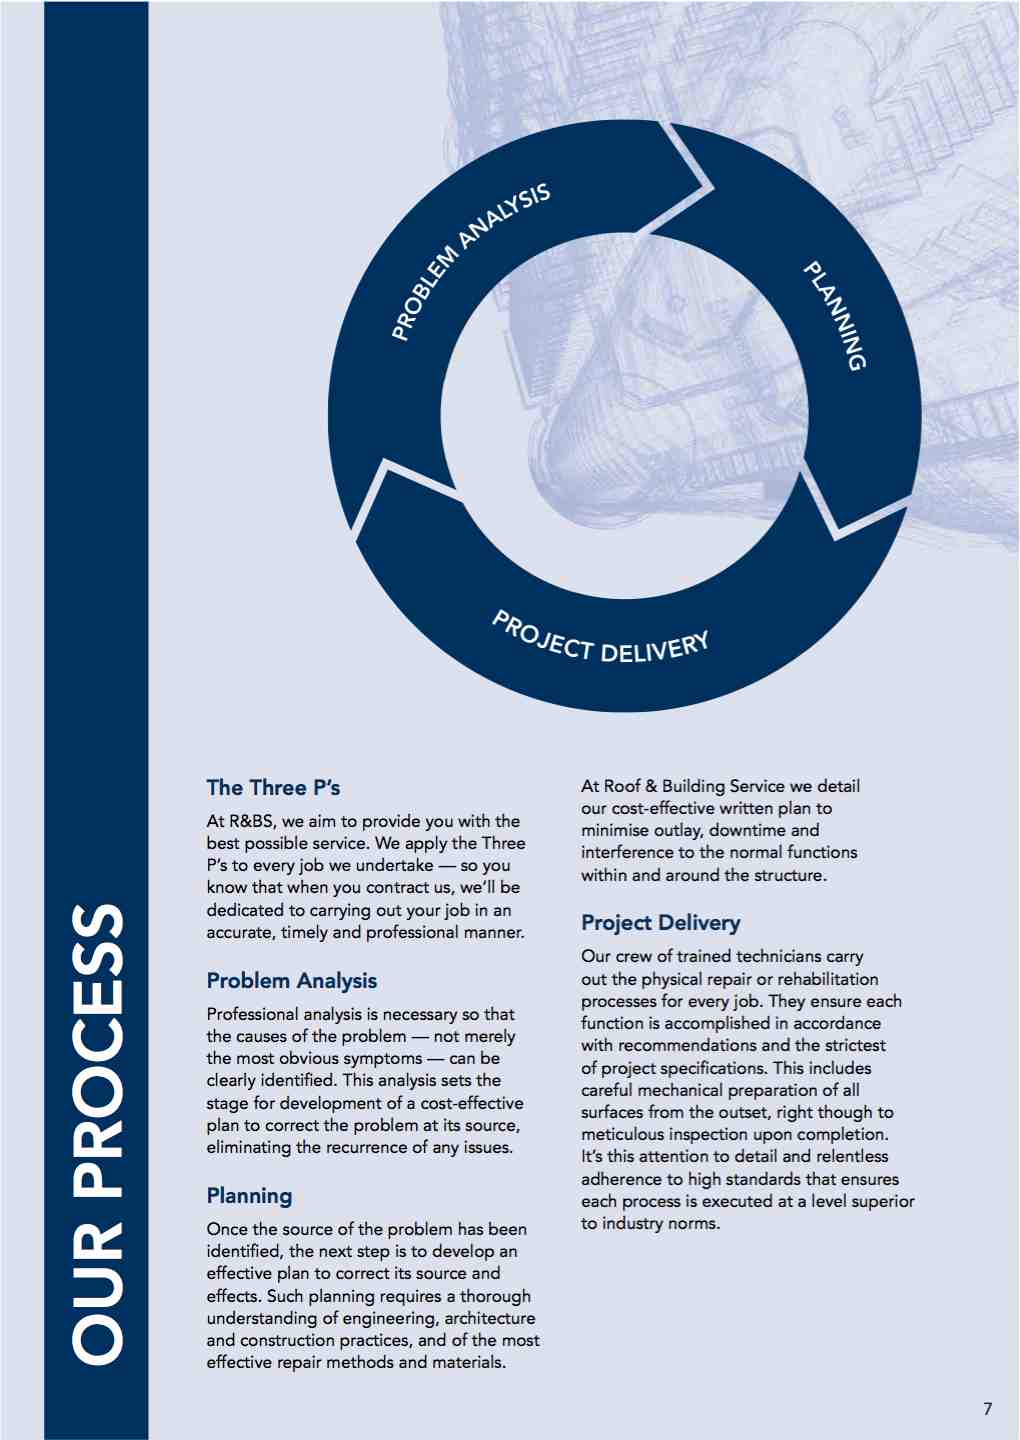 OUR PROCESS
PROBLEM ANALYSIS
PLANNING
PROJECT DELIVERY
The Three P's
At R&BS, we aim to provide you with the
best possible service. We apply the Three
P's to every job we undertake — so you
know that when you contract us, we'll be
dedicated to carrying out your job in an
accurate, timely and professional manner.
Problem Analysis
Professional analysis is necessary so that
the causes of the problem — not merely
the most obvious symptoms — can be
clearly identified. This analysis sets the
stage for development of a cost-effective
plan to correct the problem at its source,
eliminating the recurrence of any issues.
Planning
Once the source of the problem has been
identified, the next step is to develop an
effective plan to correct its source and
effects. Such planning requires a thorough
understanding of engineering, architecture
and construction practices, and of the most
effective repair methods and materials.
At Roof & Building Service we detail
our cost-effective written plan to
minimise outlay, downtime and
interference to the normal functions
within and around the structure.
Project Delivery
Our crew of trained technicians carry
out the physical repair or rehabilitation
processes for every job. They ensure each
function is accomplished in accordance
with recommendations and the strictest
of project specifications. This includes
careful mechanical preparation of all
surfaces from the outset, right though to
meticulous inspection upon completion.
It's this attention to detail and relentless
adherence to high standards that ensures
each process is executed at a level superior
to industry norms.
7